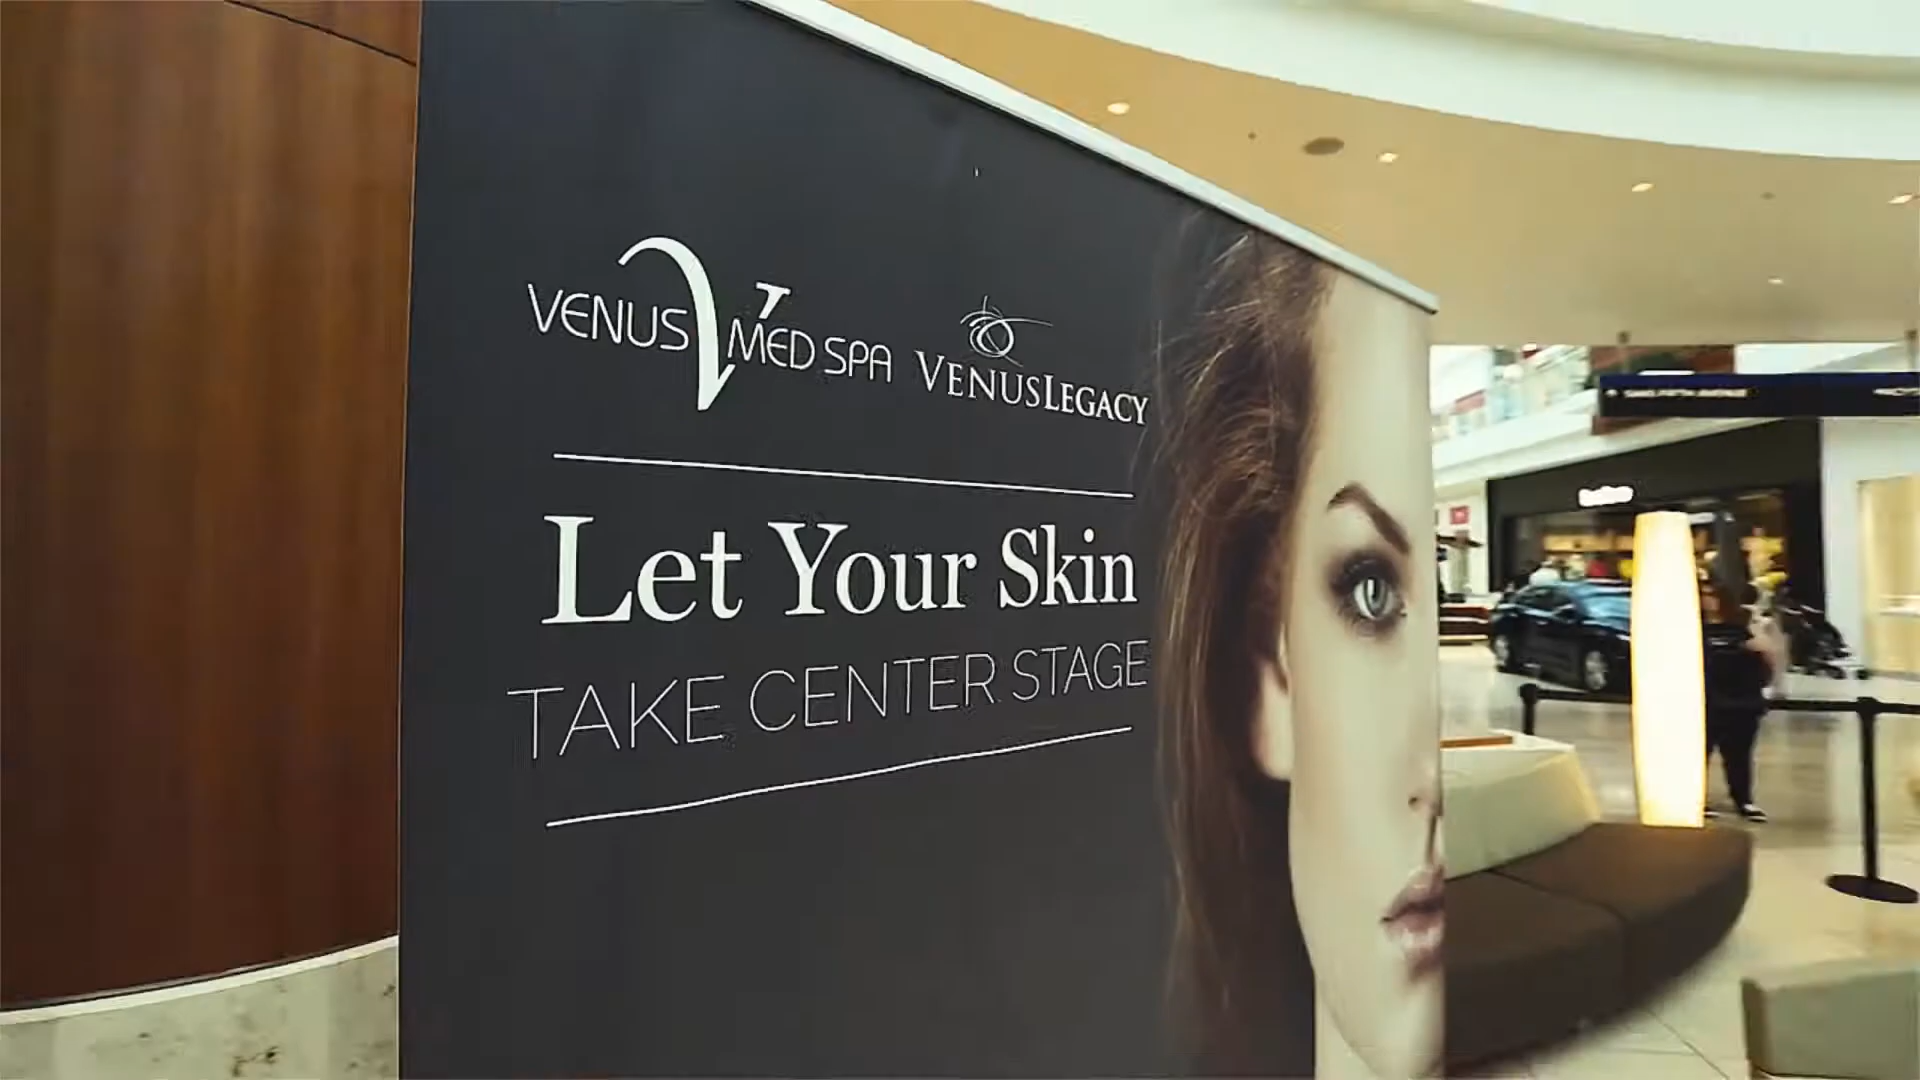 VENUS MED SPA
VENUS LEGACY
Let Your Skin
TAKE CENTER STAGE